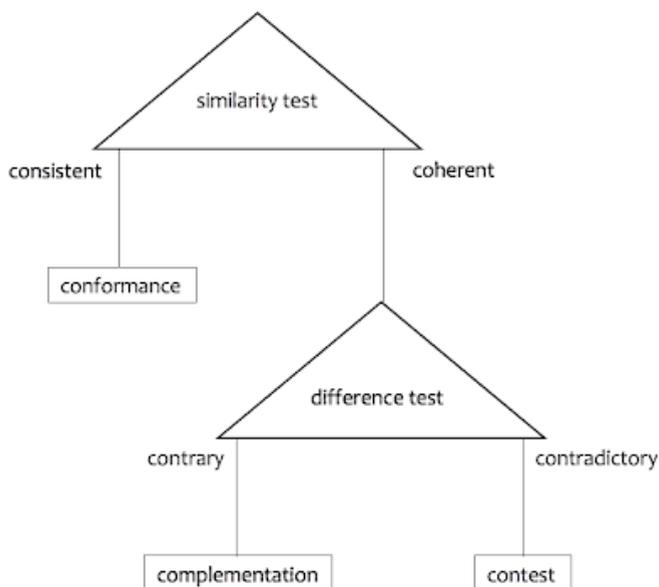 similarity test
consistent
coherent
conformance
difference test
contrary
contradictory
complementation
contest